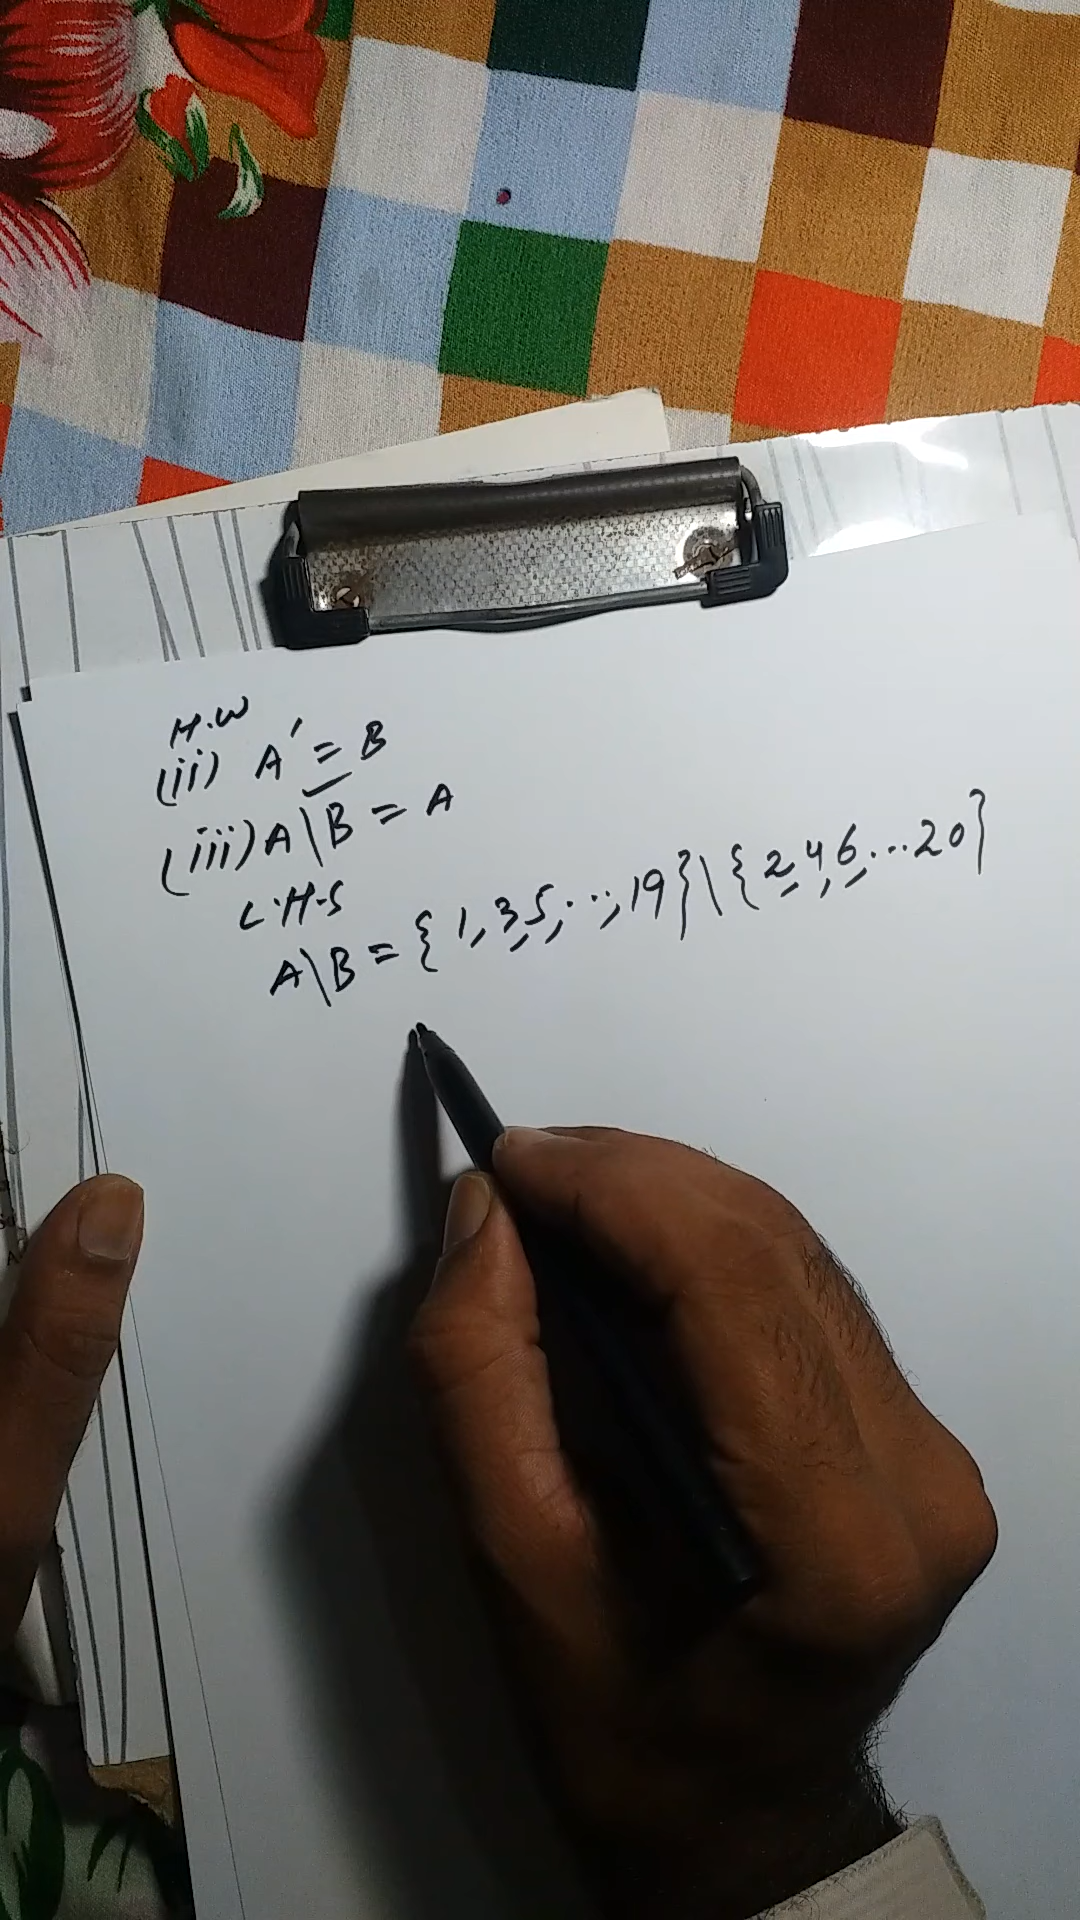 H.W
(ii) A' = B
(iii) A\B = A
L.H.S
A\B = {1,3,5,...,19}\{2,4,6,...20}